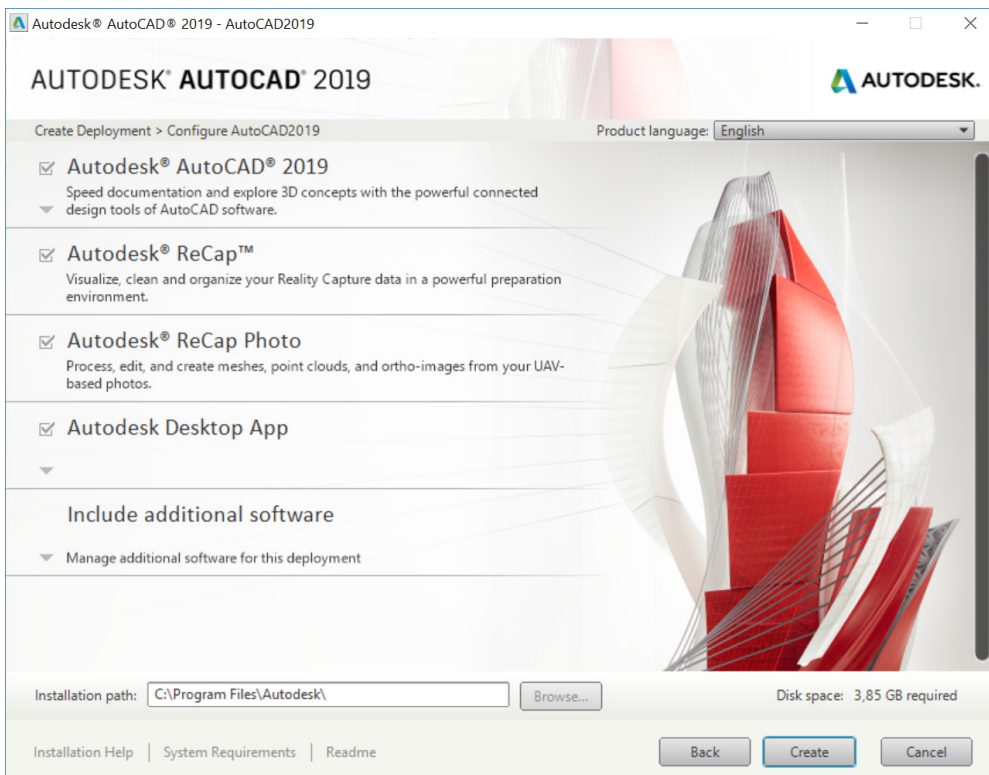 Autodesk® AutoCAD® 2019 - AutoCAD2019
AUTODESK® AUTOCAD® 2019
AUTODESK.
Create Deployment > Configure AutoCAD2019
Product language: English
Autodesk® AutoCAD® 2019
Speed documentation and explore 3D concepts with the powerful connected
design tools of AutoCAD software.
Autodesk® ReCap™
Visualize, clean and organize your Reality Capture data in a powerful preparation
environment.
Autodesk® ReCap Photo
Process, edit, and create meshes, point clouds, and ortho-images from your UAV-
based photos.
Autodesk Desktop App
Include additional software
Manage additional software for this deployment
Installation path: C:\Program Files\Autodesk\ Browse... Disk space: 3,85 GB required
Installation Help | System Requirements | Readme
Back Create Cancel